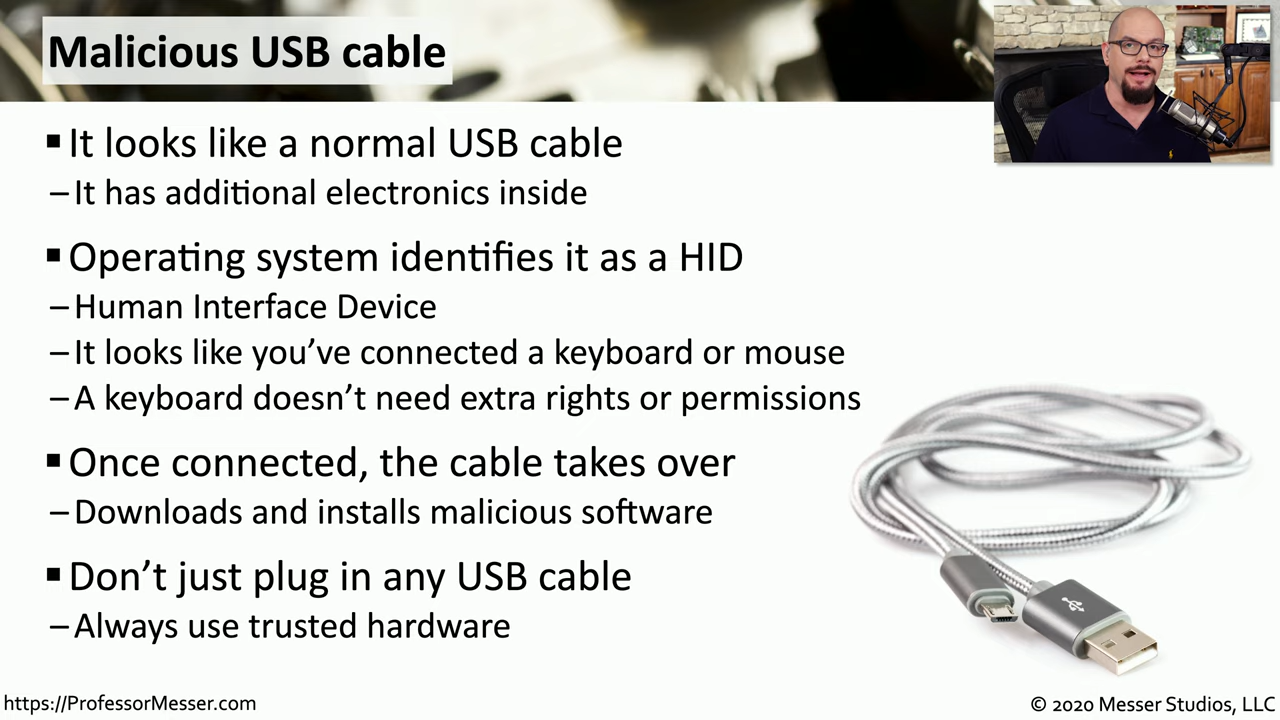 Malicious USB cable
▪ It looks like a normal USB cable
– It has additional electronics inside
▪ Operating system identifies it as a HID
– Human Interface Device
– It looks like you’ve connected a keyboard or mouse
– A keyboard doesn’t need extra rights or permissions
▪ Once connected, the cable takes over
– Downloads and installs malicious software
▪ Don’t just plug in any USB cable
– Always use trusted hardware
https://ProfessorMesser.com
© 2020 Messer Studios, LLC